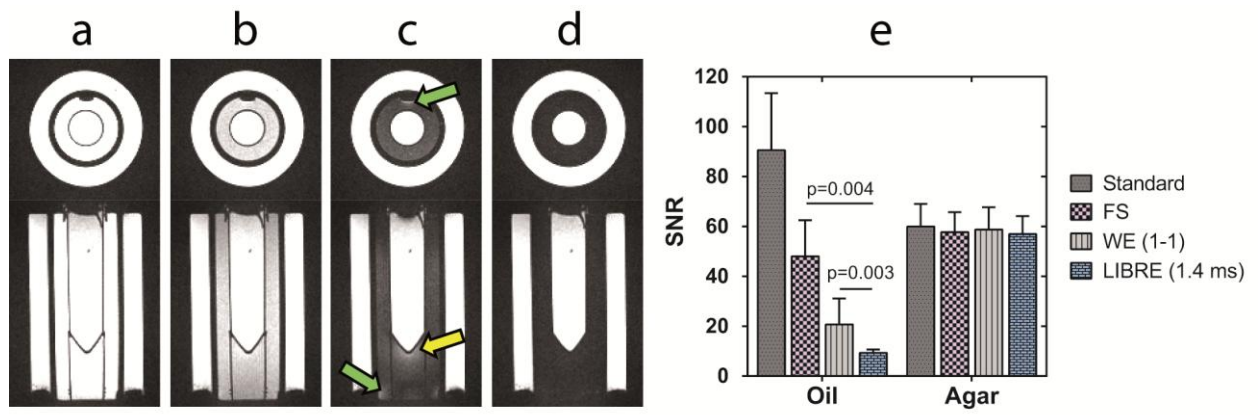 a b c d e
120
100
80
60
40
20
0
SNR
p=0.004
p=0.003
Oil Agar
Standard
FS
WE (1-1)
LIBRE (1.4 ms)